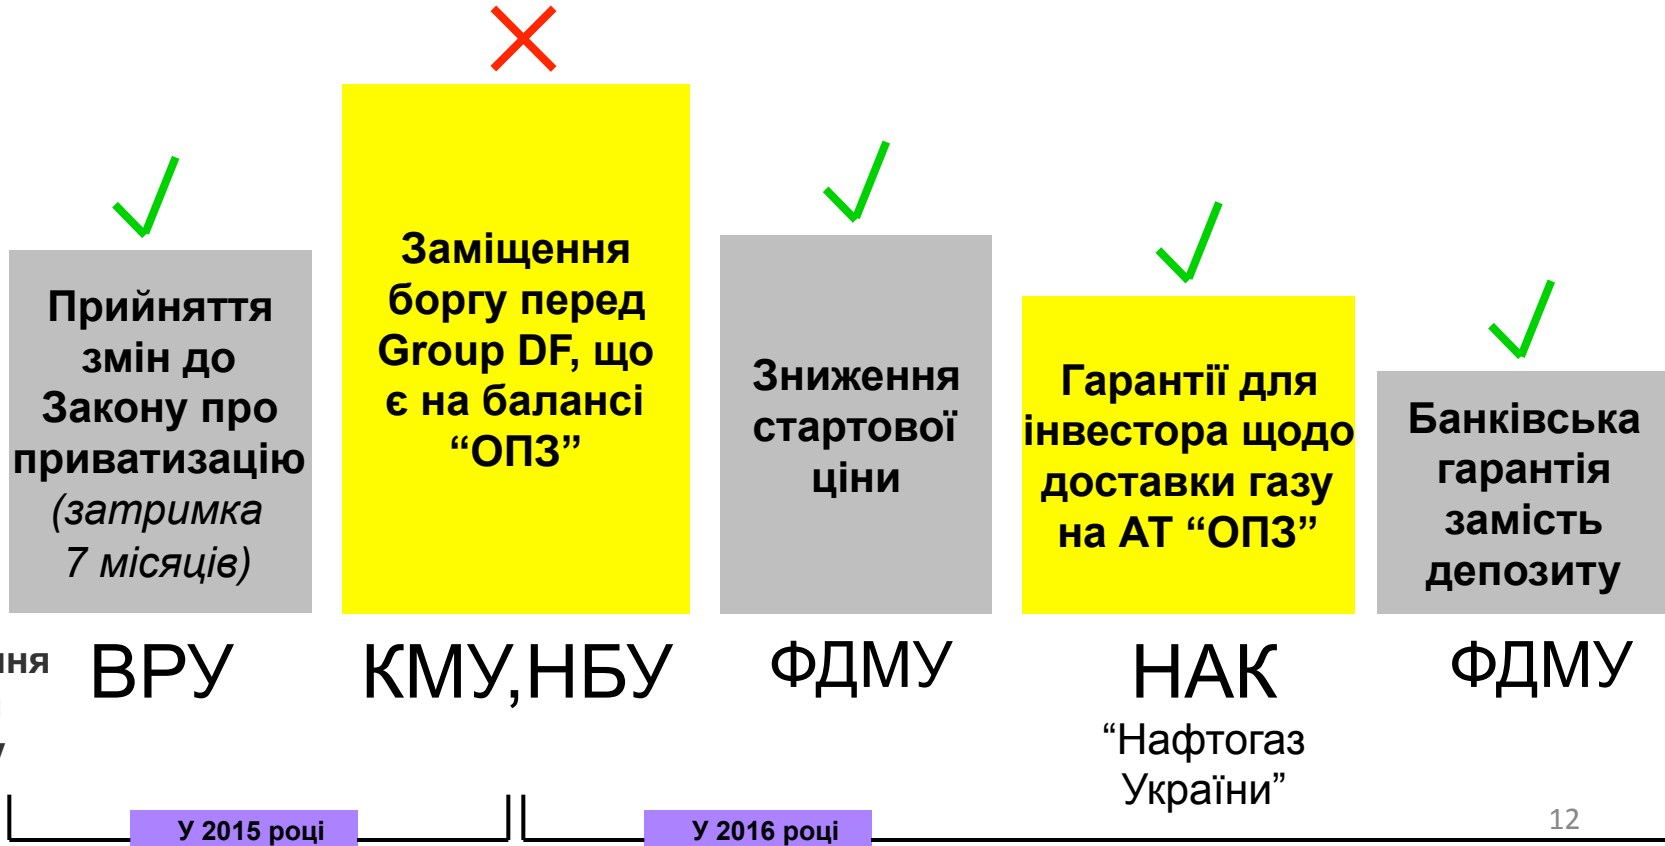 Прийняття
змін до
Закону про
приватизацію
(затримка
7 місяців)
Заміщення
боргу перед
Group DF, що
є на балансі
“ОПЗ”
Зниження
стартової
ціни
Гарантії для
інвестора щодо
доставки газу
на АТ “ОПЗ”
Банківська
гарантія
замість
депозиту
ння
ВРУ
КМУ,НБУ
ФДМУ
НАК
“Нафтогаз
України”
ФДМУ
У 2015 році
У 2016 році
12